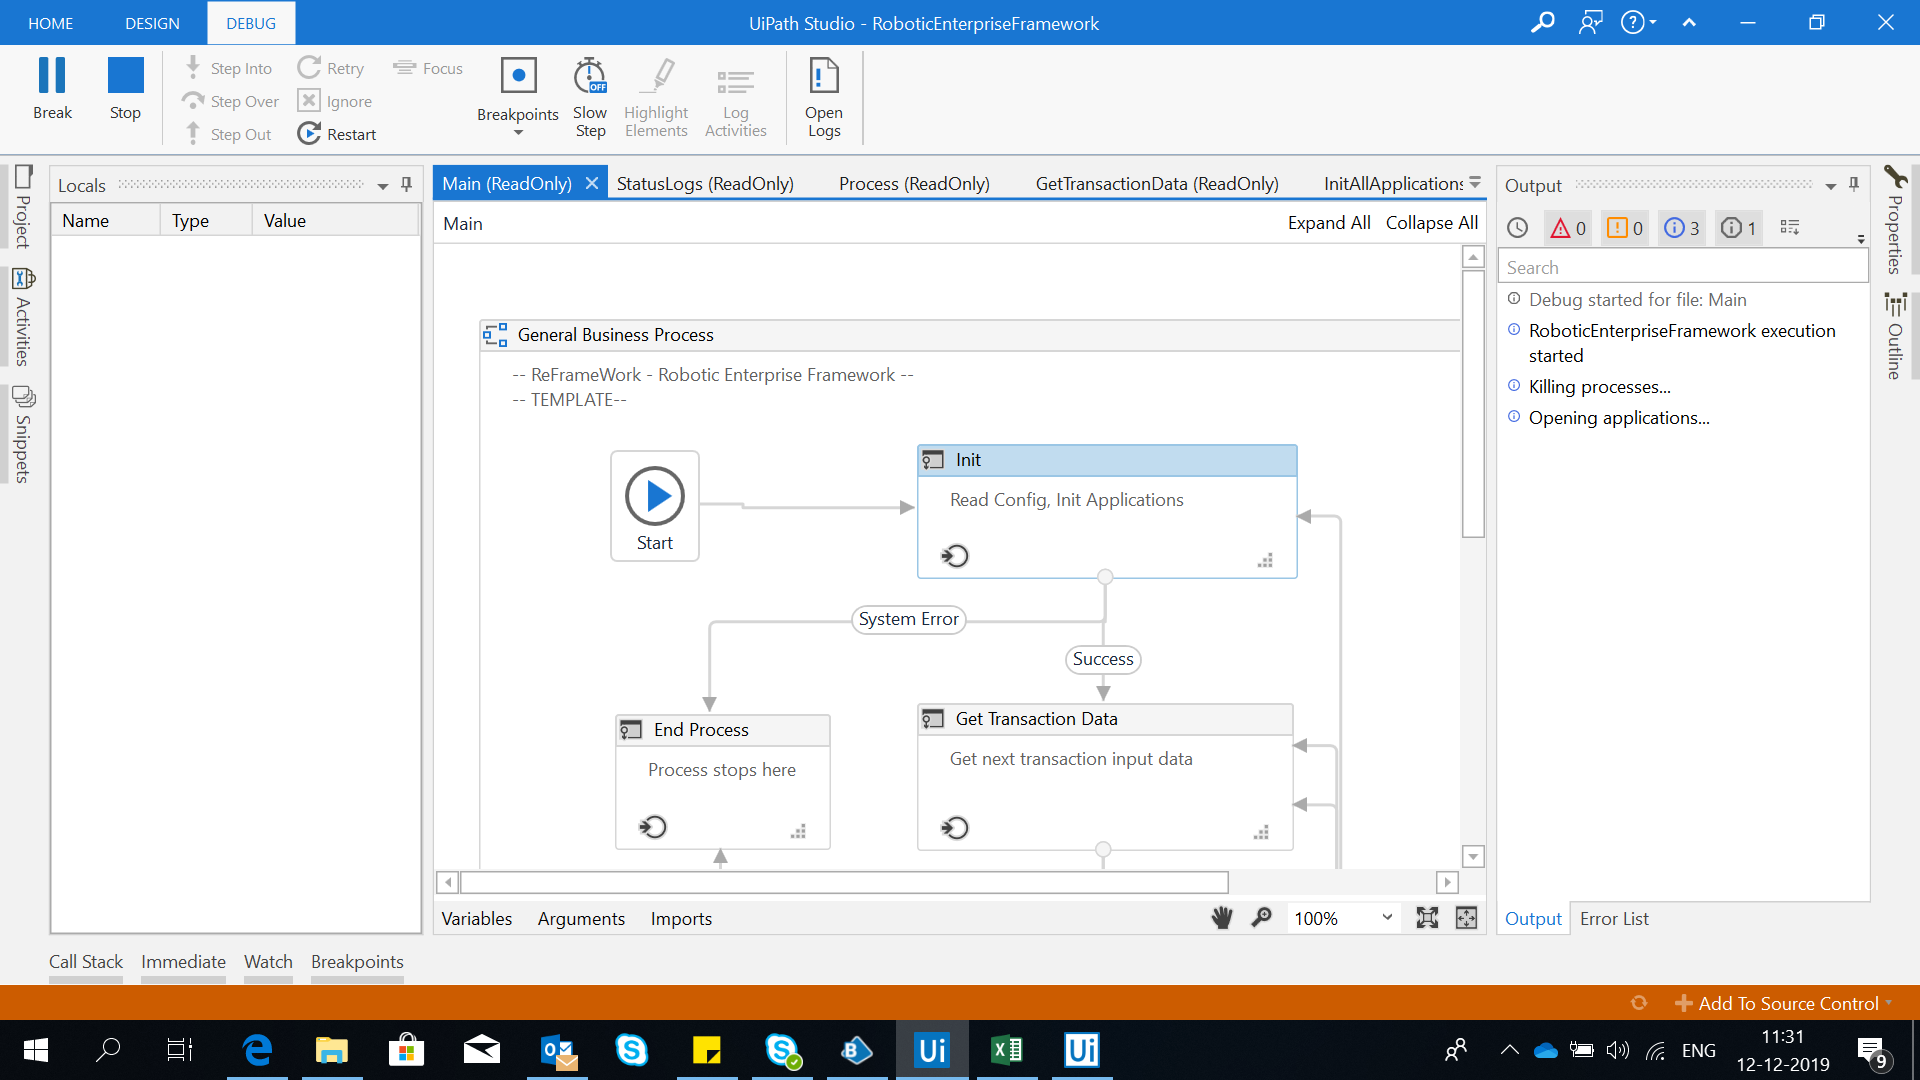 HOME DESIGN DEBUG UiPath Studio - RoboticEnterpriseFramework
Break
Stop
Step Into
Step Over
Step Out
Retry
Ignore
Restart
Focus
Breakpoints
OFF
Slow
Step
Highlight
Elements
Log
Activities
Open
Logs
Project
Activities
Snippets
Locals
Name Type Value
Main (ReadOnly) StatusLogs (ReadOnly) Process (ReadOnly) GetTransactionData (ReadOnly) InitAllApplications
Main Expand All Collapse All
General Business Process
-- ReFrameWork - Robotic Enterprise Framework --
-- TEMPLATE--
Start
Init
Read Config, Init Applications
System Error
Success
End Process
Process stops here
Get Transaction Data
Get next transaction input data
Variables Arguments Imports 100%
Output
0 0 3 1
Search
Debug started for file: Main
RoboticEnterpriseFramework execution
started
Killing processes...
Opening applications...
Output Error List
Properties
Outline
Call Stack Immediate Watch Breakpoints
Add To Source Control
Ui
Ui
ENG
11:31
12-12-2019
9